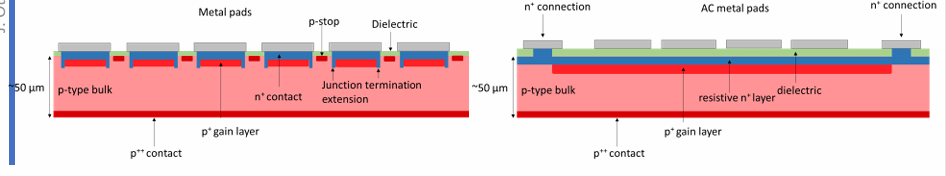 Metal pads
p-stop
Dielectric
~50 µm
p-type bulk
n⁺ contact
Junction termination
extension
p⁺ gain layer
p⁺⁺ contact
n⁺ connection
AC metal pads
n⁺ connection
~50 µm
p-type bulk
resistive n⁺ layer
dielectric
p⁺ gain layer
p⁺⁺ contact